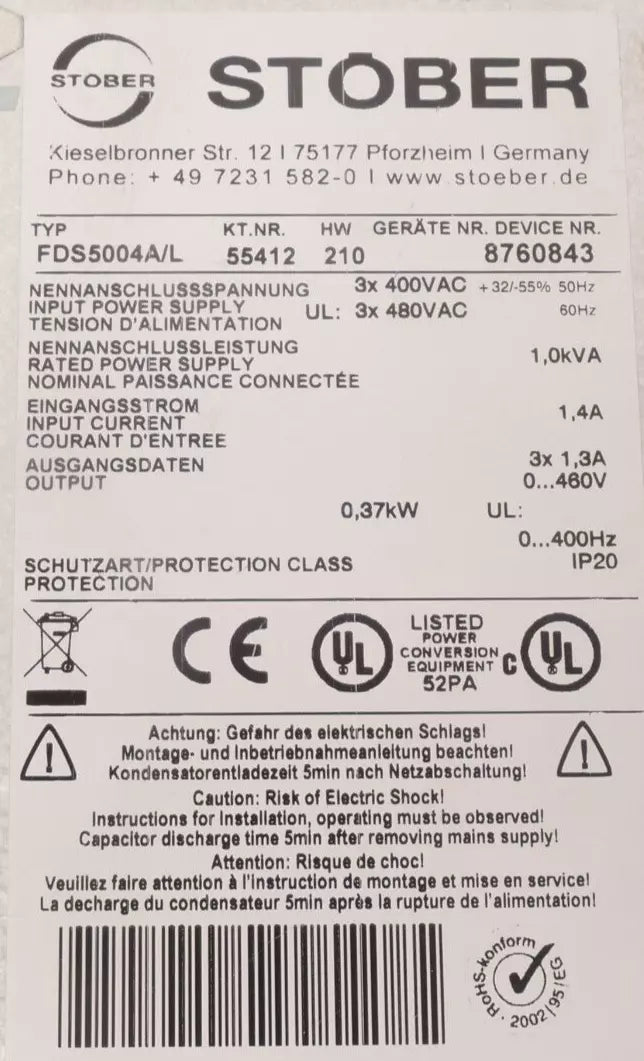 STÖBER
STÖBER
Kieselbronner Str. 12 I 75177 Pforzheim I Germany
Phone: + 49 7231 582-0 I www.stoeber.de
TYP KT.NR. HW GERÄTE NR. DEVICE NR.
FDS5004A/L 55412 210 8760843
NENNANSCHLUSSSPANNUNG 3x 400VAC +32/-55% 50Hz
INPUT POWER SUPPLY UL: 3x 480VAC 60Hz
TENSION D'ALIMENTATION
NENNANSCHLUSSLEISTUNG
RATED POWER SUPPLY 1,0kVA
NOMINAL PAISSANCE CONNECTÉE
EINGANGSSTROM
INPUT CURRENT 1,4A
COURANT D'ENTREE
AUSGANGSDATEN 3x 1,3A
OUTPUT 0...460V
0,37kW UL:
0...400Hz
SCHUTZART/PROTECTION CLASS IP20
PROTECTION
CE
UL
LISTED
POWER
CONVERSION
EQUIPMENT
52PA
C UL
Achtung: Gefahr des elektrischen Schlags!
Montage- und Inbetriebnahmeanleitung beachten!
Kondensatorentladezeit 5min nach Netzabschaltung!
Caution: Risk of Electric Shock!
Instructions for Installation, operating must be observed!
Capacitor discharge time 5min after removing mains supply!
Attention: Risque de choc!
Veuillez faire attention à l'instruction de montage et mise en service!
La decharge du condensateur 5min après la rupture de l'alimentation!
RoHS-konform
2002/95/EG